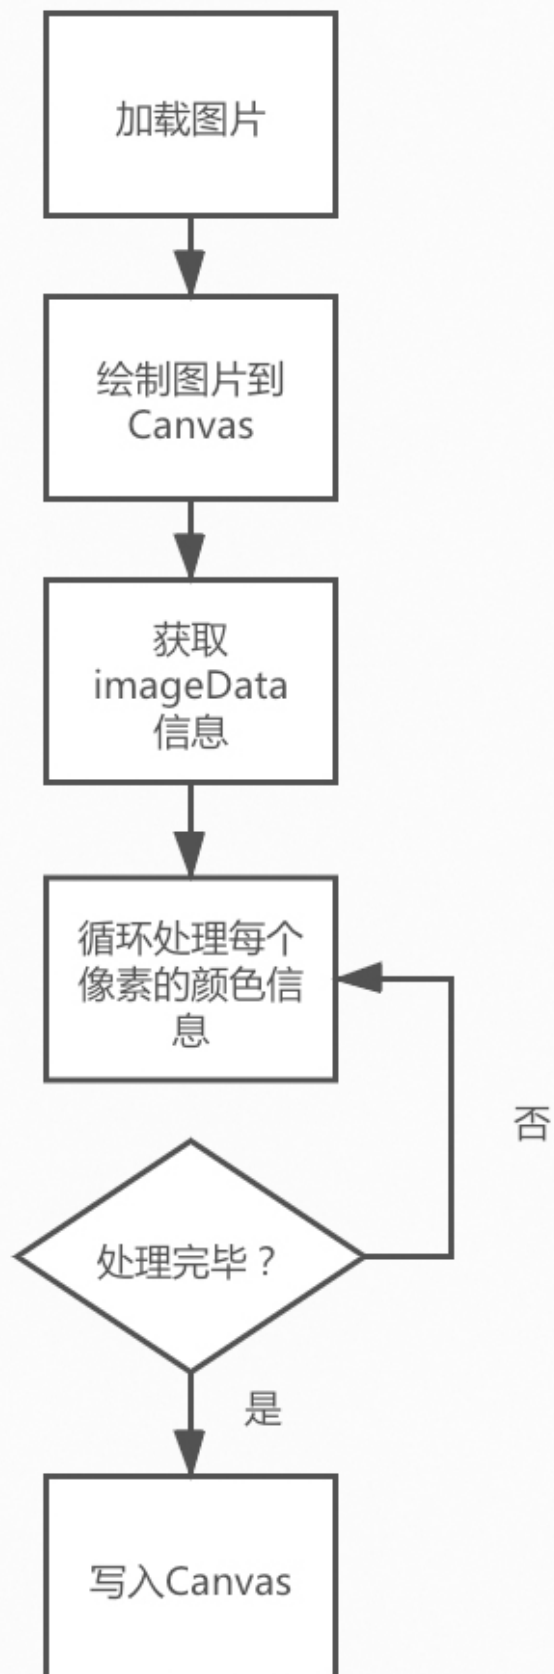 加载图片
绘制图片到
Canvas
获取
imageData
信息
循环处理每个
像素的颜色信
息
否
处理完毕？
是
写入Canvas